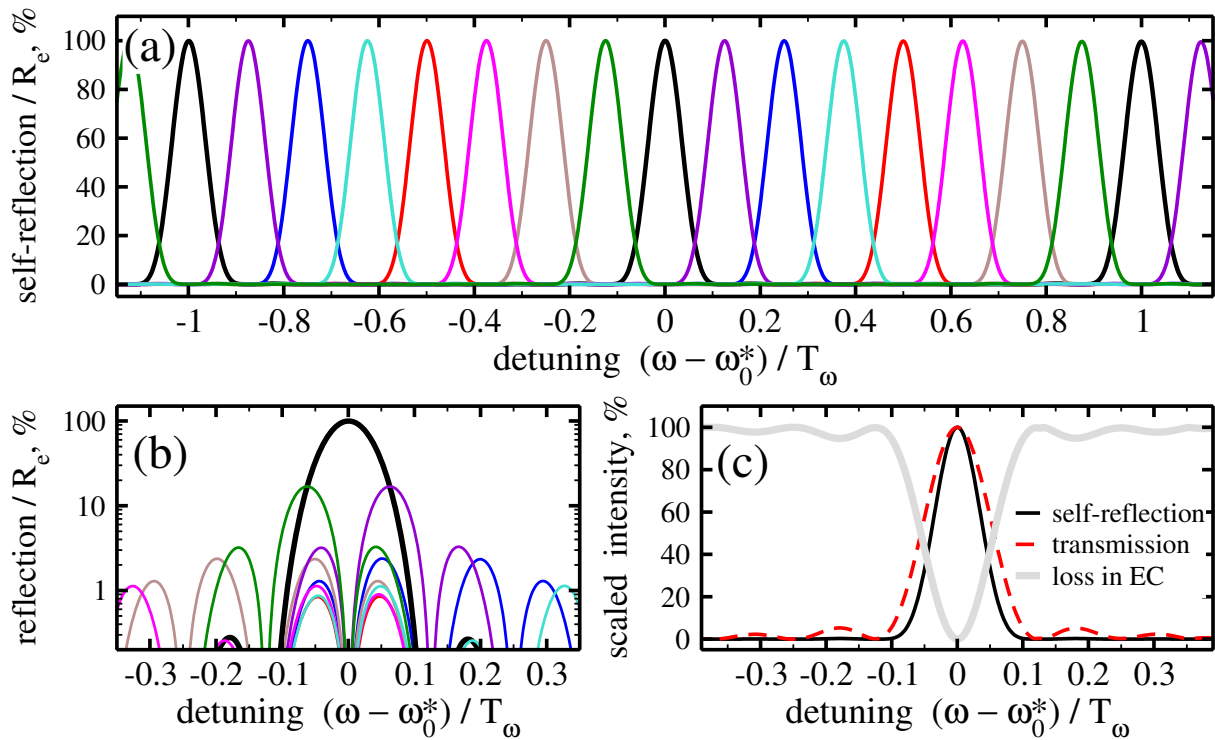 self-reflection / R_e, %
(a)
100
80
60
40
20
0
-1 -0.8 -0.6 -0.4 -0.2 0 0.2 0.4 0.6 0.8 1
detuning (ω − ω_0^*) / T_ω
reflection / R_e, %
(b)
100
10
1
-0.3 -0.2 -0.1 0 0.1 0.2 0.3
detuning (ω − ω_0^*) / T_ω
scaled intensity, %
(c)
100
80
60
40
20
0
self-reflection
transmission
loss in EC
-0.3 -0.2 -0.1 0 0.1 0.2 0.3
detuning (ω − ω_0^*) / T_ω